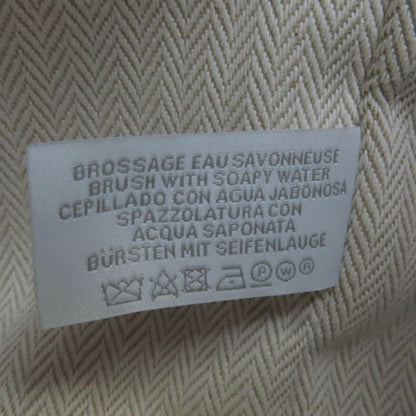 BROSSAGE EAU SAVONNEUSE
BRUSH WITH SOAPY WATER
CEPILLADO CON AGUA JABONOSA
SPAZZOLATURA CON
ACQUA SAPONATA
BÜRSTEN MIT SEIFENLAUGE
P W R